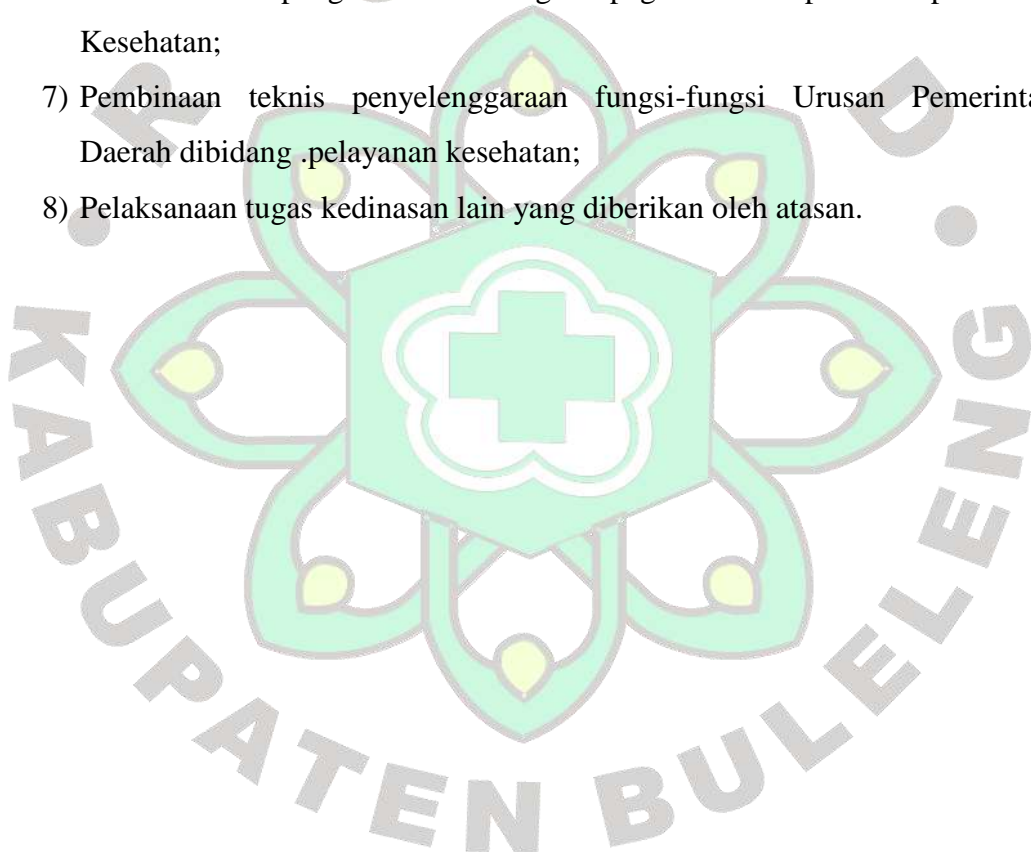 Kesehatan;
7) Pembinaan teknis penyelenggaraan fungsi-fungsi Urusan
Daerah dibidang .pelayanan kesehatan;
8) Pelaksanaan tugas kedinasan lain yang diberikan oleh atasan.
KABUPATEN BULELENG